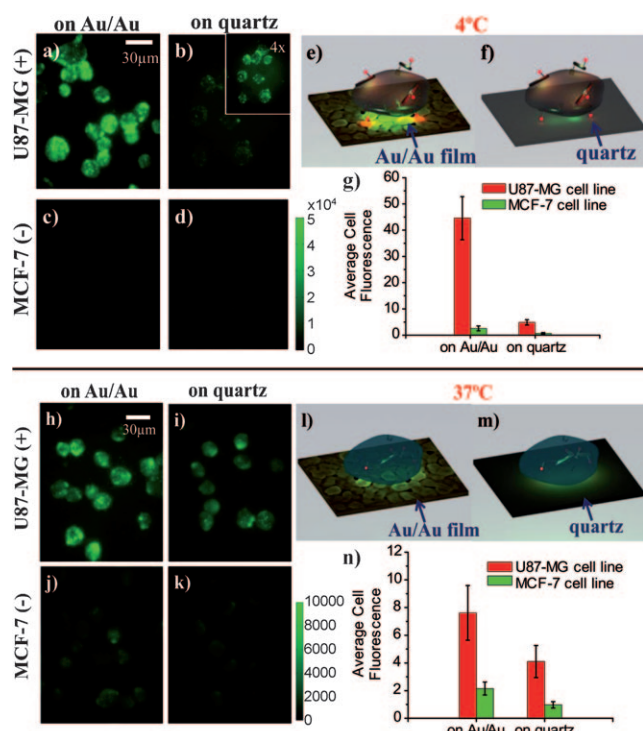 on Au/Au
on quartz
4°C
U87-MG (+)
a)
30µm
b)
4x
e)
f)
Au/Au film
quartz
MCF-7 (-)
c)
d)
x10⁴
5
4
3
2
1
0
g)
Average Cell Fluorescence
50
40
30
20
10
0
U87-MG cell line
MCF-7 cell line
on Au/Au
on quartz
on Au/Au
on quartz
37°C
U87-MG (+)
h)
30µm
i)
l)
m)
Au/Au film
quartz
MCF-7 (-)
j)
k)
10000
8000
6000
4000
2000
0
n)
Average Cell Fluorescence
12
10
8
6
4
2
0
U87-MG cell line
MCF-7 cell line
on Au/Au
on quartz